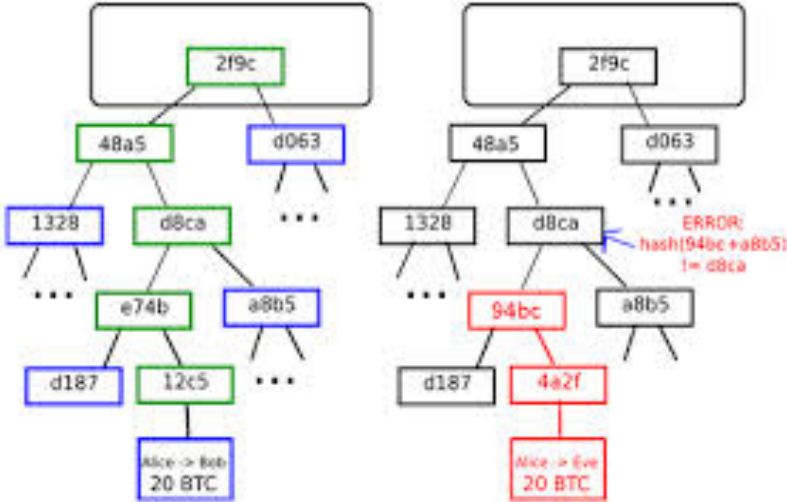 2f9c
48a5
d063
1328
d8ca
...
...
e74b
a8b5
d187
12c5
...
Alice -> Bob
20 BTC
2f9c
48a5
d063
...
1328
d8ca
ERROR:
hash(94bc+a8b5)
!= d8ca
...
94bc
a8b5
d187
4a2f
Alice -> Eve
20 BTC